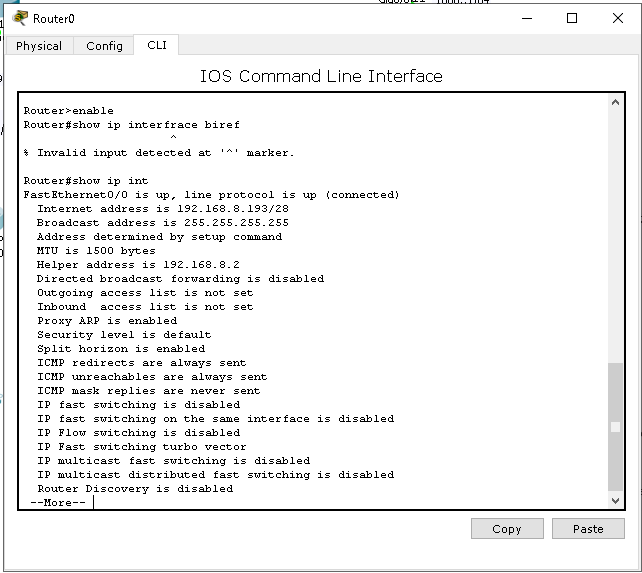 Router0
Physical Config CLI
IOS Command Line Interface
Router>enable
Router#show ip interfrace biref
^
% Invalid input detected at '^' marker.
Router#show ip int
FastEthernet0/0 is up, line protocol is up (connected)
Internet address is 192.168.8.193/28
Broadcast address is 255.255.255.255
Address determined by setup command
MTU is 1500 bytes
Helper address is 192.168.8.2
Directed broadcast forwarding is disabled
Outgoing access list is not set
Inbound  access list is not set
Proxy ARP is enabled
Security level is default
Split horizon is enabled
ICMP redirects are always sent
ICMP unreachables are always sent
ICMP mask replies are never sent
IP fast switching is disabled
IP fast switching on the same interface is disabled
IP Flow switching is disabled
IP Fast switching turbo vector
IP multicast fast switching is disabled
IP multicast distributed fast switching is disabled
Router Discovery is disabled
--More--
Copy Paste